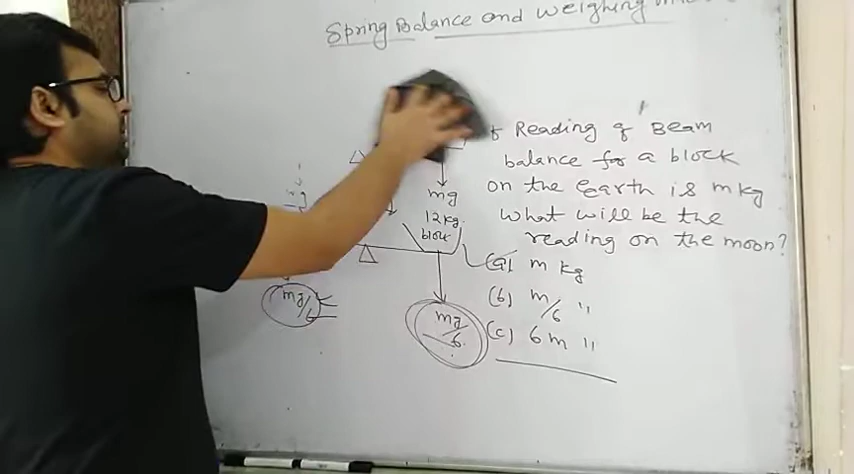 Spring Balance and weighing
Reading of Beam
balance for a block
on the Earth is m kg
what will be the
reading on the moon?
(a) m kg
(b) m/6 "
(c) 6m "
mg
12 kg
block
mg/6
mg/6